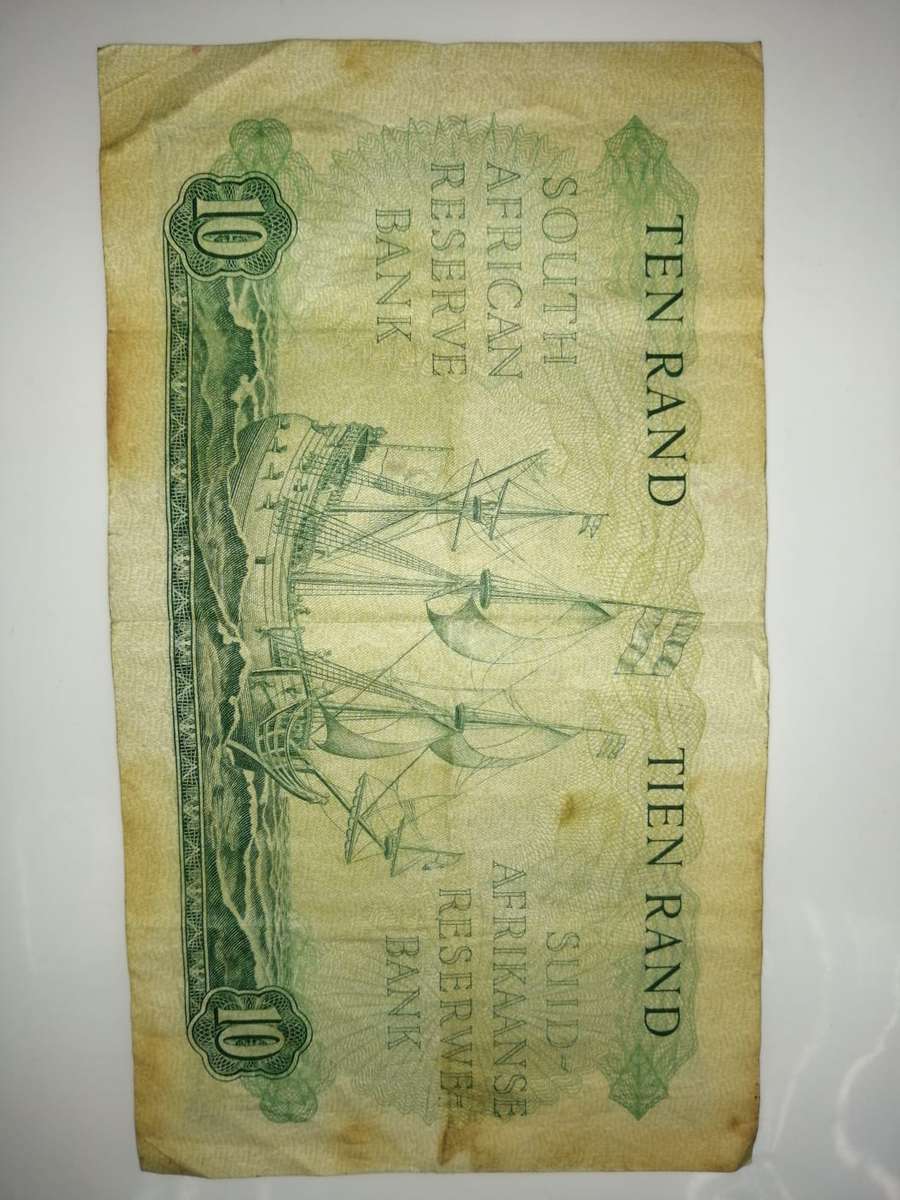 TEN RAND
TIEN RAND
SOUTH
AFRICAN
RESERVE
BANK
SUID-
AFRIKAANSE
RESERWE-
BANK
10
10